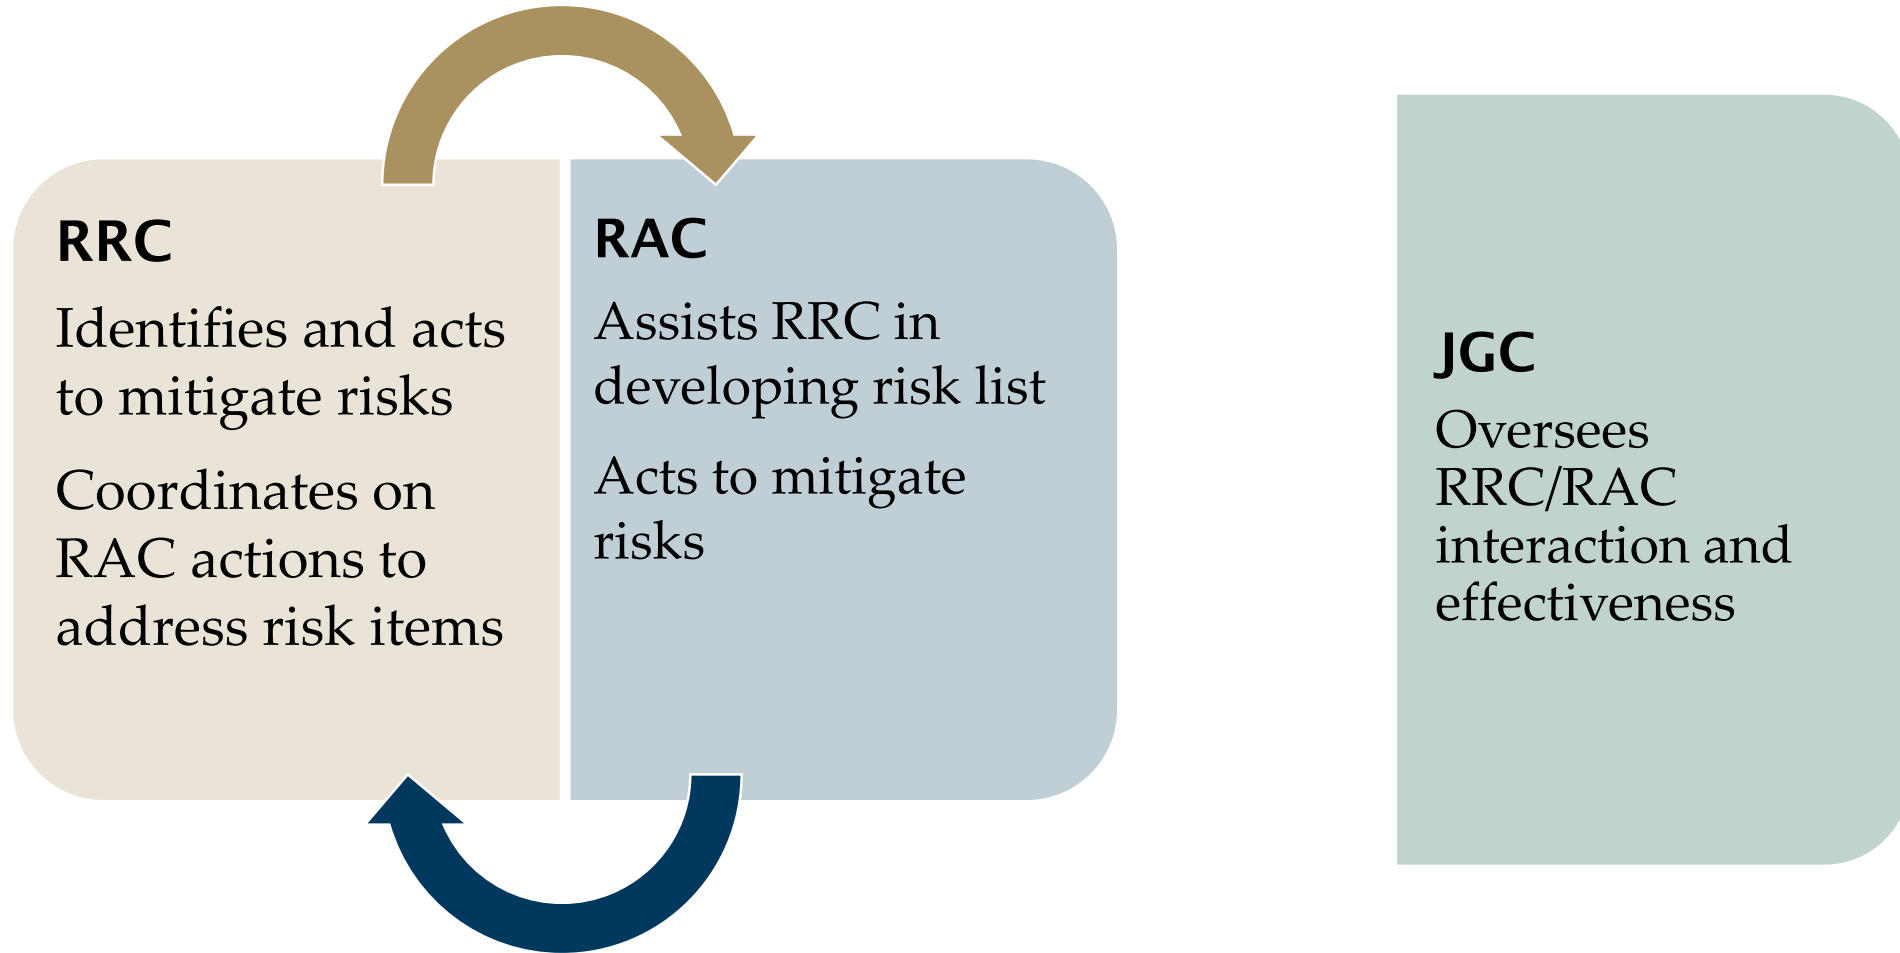 RRC
Identifies and acts
to mitigate risks
Coordinates on
RAC actions to
address risk items
RAC
Assists RRC in
developing risk list
Acts to mitigate
risks
JGC
Oversees
RRC/RAC
interaction and
effectiveness